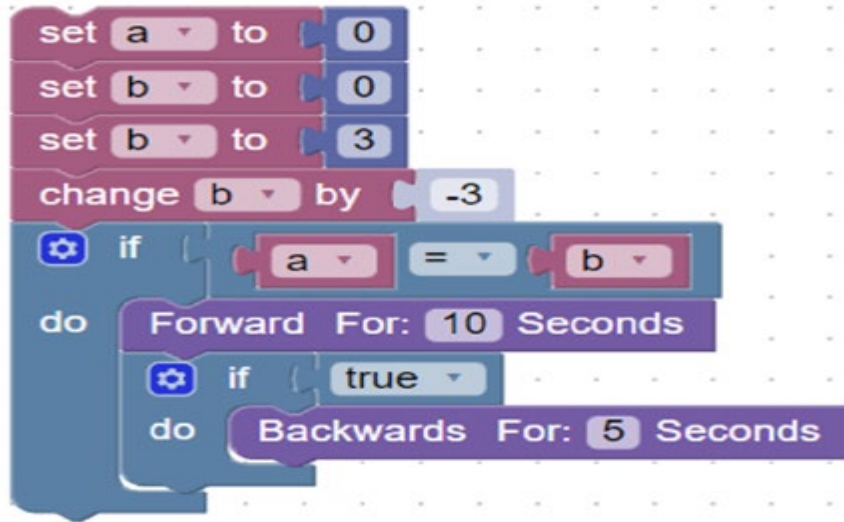 set a to 0
set b to 0
set b to 3
change b by -3
if a = b
do Forward For: 10 Seconds
if true
do Backwards For: 5 Seconds